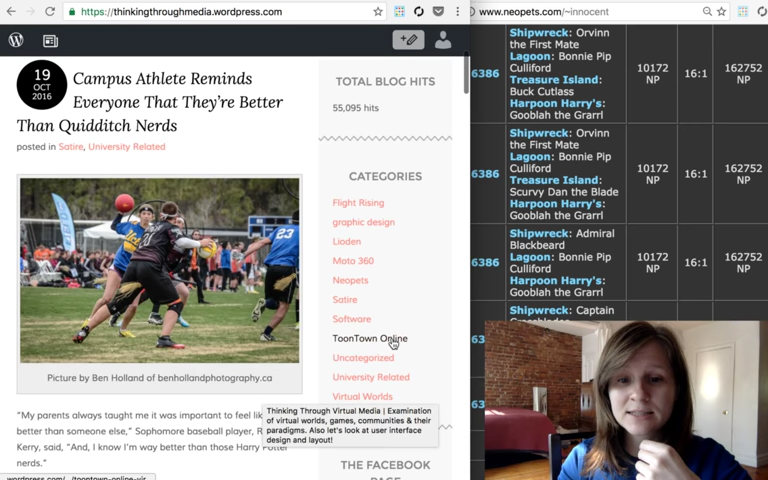 https://thinkingthroughmedia.wordpress.com
www.neopets.com/~innocent
19
OCT
2016
Campus Athlete Reminds
Everyone That They're Better
Than Quidditch Nerds
posted in Satire, University Related
23
Picture by Ben Holland of benhollandphotography.ca
"My parents always taught me it was important to feel lik
better than someone else," Sophomore baseball player, R
Kerry, said, "And, I know I'm way better than those Harry Potter
nerds."
TOTAL BLOG HITS
55,095 hits
CATEGORIES
Flight Rising
graphic design
Lioden
Moto 360
Neopets
Satire
Software
ToonTown Online
Uncategorized
University Related
Virtual Worlds
Thinking Through Virtual Media | Examination
of virtual worlds, games, communities & their
paradigms. Also let's look at user interface
design and layout!
THE FACEBOOK
6386
Shipwreck: Orvinn
the First Mate
Lagoon: Bonnie Pip
Culliford
Treasure Island:
Buck Cutlass
Harpoon Harry's:
Gooblah the Grarrl
10172
NP
16:1
162752
NP
6386
Shipwreck: Orvinn
the First Mate
Lagoon: Bonnie Pip
Culliford
Treasure Island:
Scurvy Dan the Blade
Harpoon Harry's:
Gooblah the Grarrl
10172
NP
16:1
162752
NP
6386
Shipwreck: Admiral
Blackbeard
Lagoon: Bonnie Pip
Culliford
Harpoon Harry's:
Gooblah the Grarrl
10172
NP
16:1
162752
NP
Shipwreck: Captain